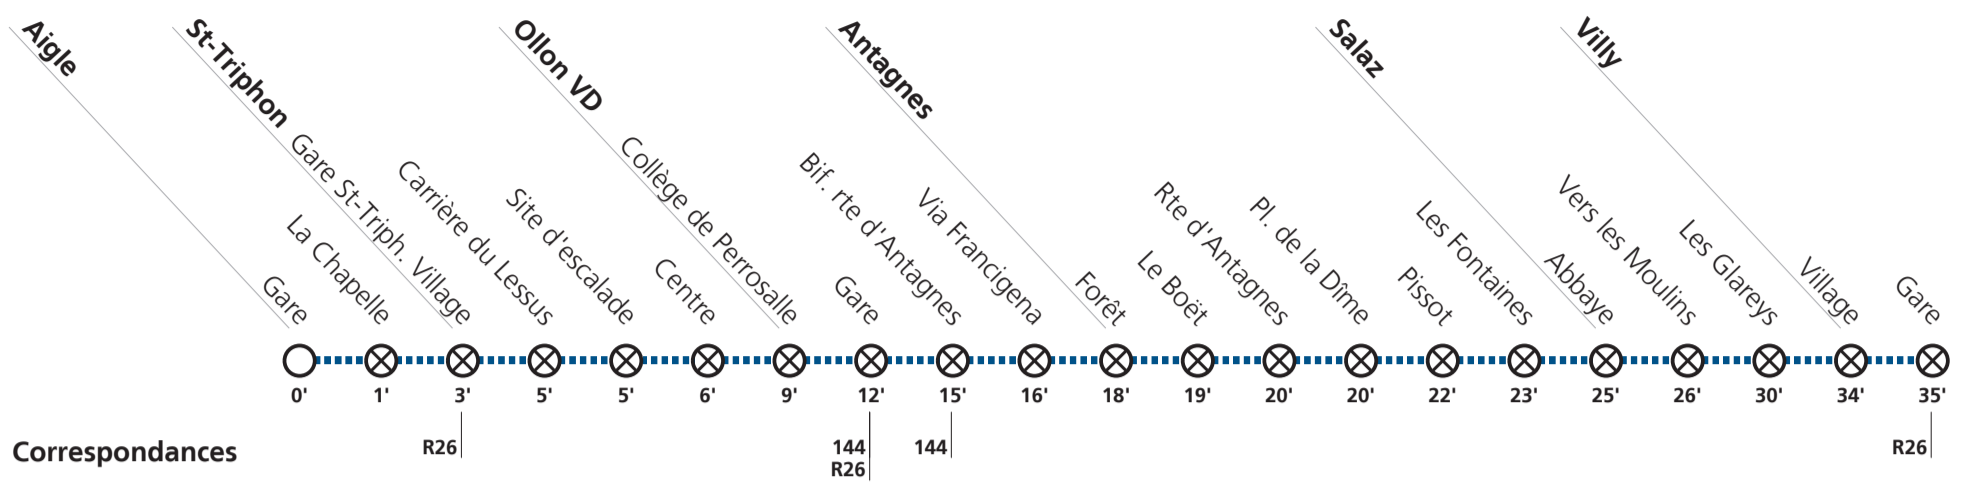 Aigle
St-Triphon
Ollon VD
Antagnes
Salaz
Villy
Gare
La Chapelle
Gare St-Triph. Village
Carrière du Lessus
Site d'escalade
Centre
Collège de Perrosalle
Gare
Bif. rte d'Antagnes
Via Francigena
Forêt
Le Boët
Rte d'Antagnes
Pl. de la Dîme
Pissot
Les Fontaines
Abbaye
Vers les Moulins
Les Glareys
Village
Gare
0' 1' 3' 5' 5' 6' 9' 12' 15' 16' 18' 19' 20' 20' 22' 23' 25' 26' 30' 34' 35'
Correspondances R26 144 144 R26
R26